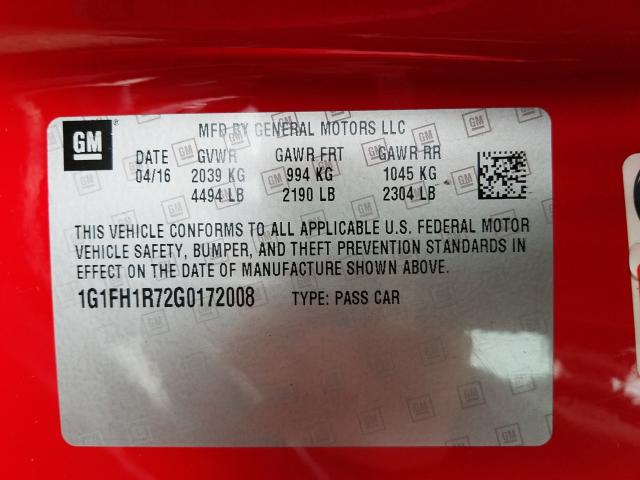 GM ® MFD BY GENERAL MOTORS LLC
DATE GVWR GAWR FRT GAWR RR
04/16 2039 KG 994 KG 1045 KG
4494 LB 2190 LB 2304 LB
THIS VEHICLE CONFORMS TO ALL APPLICABLE U.S. FEDERAL MOTOR
VEHICLE SAFETY, BUMPER, AND THEFT PREVENTION STANDARDS IN
EFFECT ON THE DATE OF MANUFACTURE SHOWN ABOVE.
1G1FH1R72G0172008 TYPE: PASS CAR